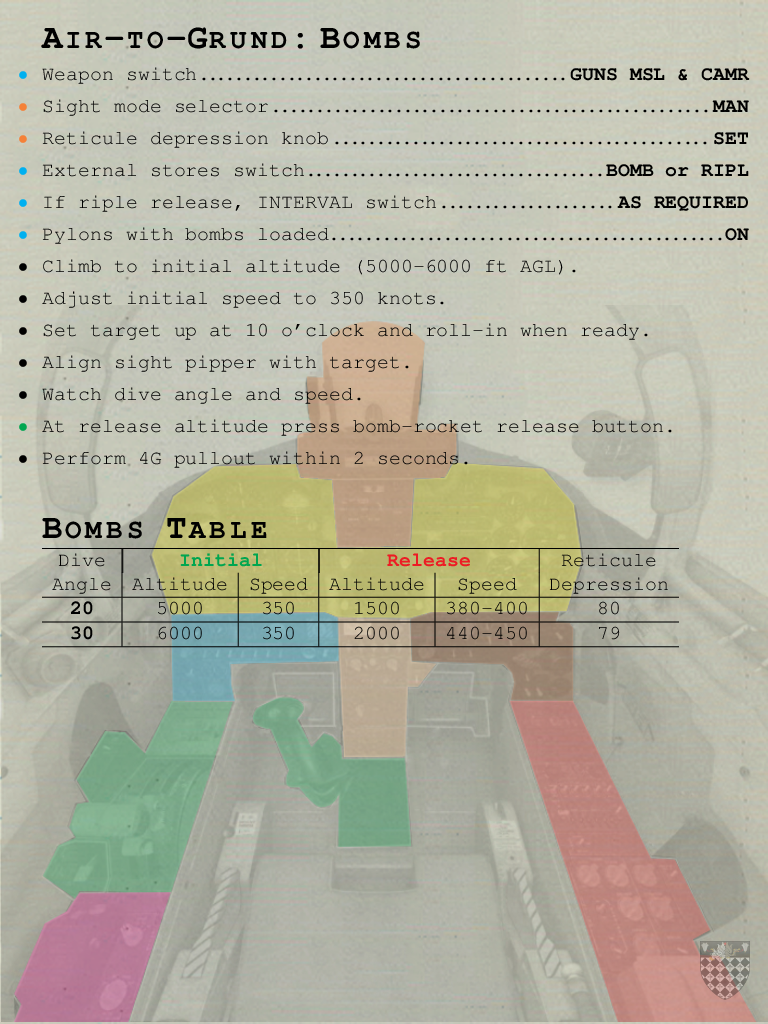 Air-to-Grund: Bombs
Weapon switch........................................GUNS MSL & CAMR
Sight mode selector................................................MAN
Reticule depression knob..........................................SET
External stores switch................................BOMB or RIPL
If riple release, INTERVAL switch...................AS REQUIRED
Pylons with bombs loaded...........................................ON
Climb to initial altitude (5000-6000 ft AGL).
Adjust initial speed to 350 knots.
Set target up at 10 o’clock and roll-in when ready.
Align sight pipper with target.
Watch dive angle and speed.
At release altitude press bomb-rocket release button.
Perform 4G pullout within 2 seconds.
Bombs Table
Dive Initial Release Reticule
Angle Altitude Speed Altitude Speed Depression
20 5000 350 1500 380-400 80
30 6000 350 2000 440-450 79